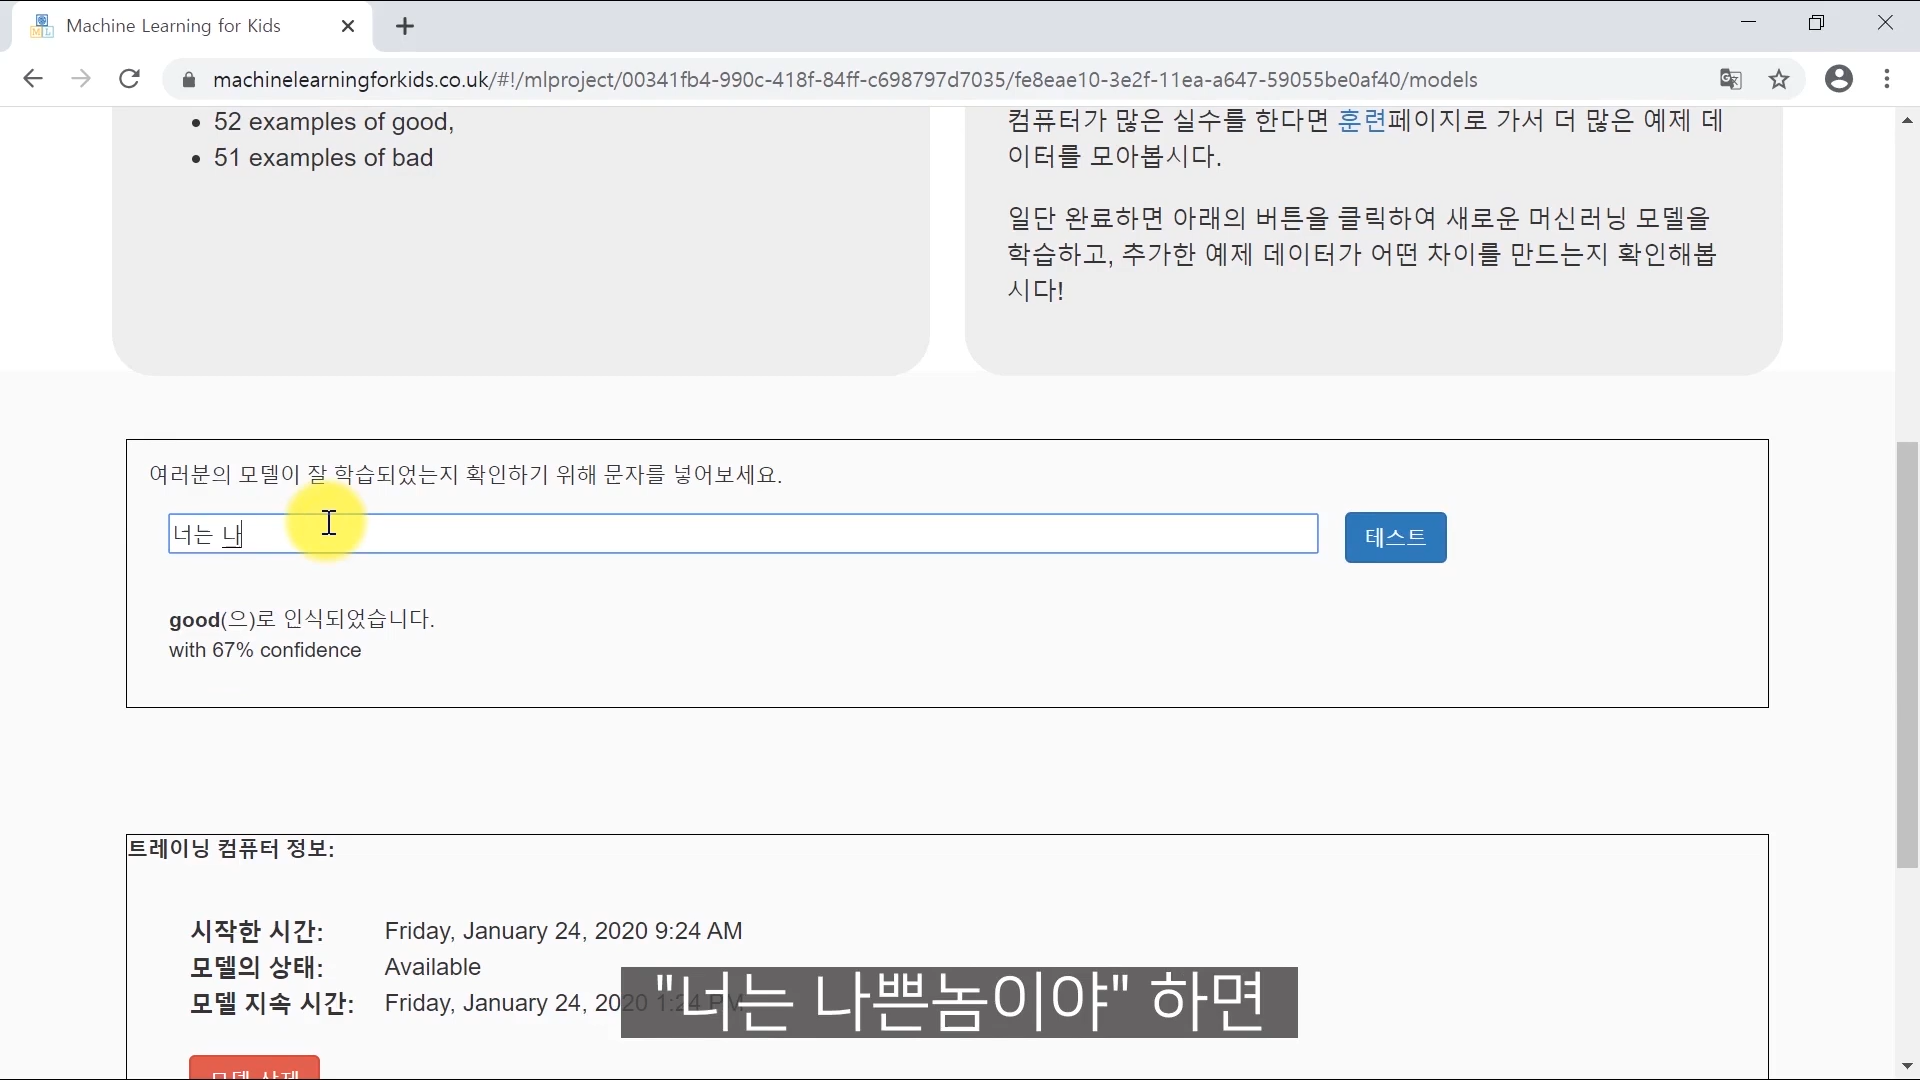 Machine Learning for Kids
machinelearningforkids.co.uk/#!/mlproject/00341fb4-990c-418f-84ff-c698797d7035/fe8eae10-3e2f-11ea-a647-59055be0af40/models
52 examples of good,
51 examples of bad
컴퓨터가 많은 실수를 한다면 훈련페이지로 가서 더 많은 예제 데
이터를 모아봅시다.
일단 완료하면 아래의 버튼을 클릭하여 새로운 머신러닝 모델을
학습하고, 추가한 예제 데이터가 어떤 차이를 만드는지 확인해봅
시다!
여러분의 모델이 잘 학습되었는지 확인하기 위해 문자를 넣어보세요.
너는 나
테스트
good(으)로 인식되었습니다.
with 67% confidence
트레이닝 컴퓨터 정보:
시작한 시간: Friday, January 24, 2020 9:24 AM
모델의 상태: Available
모델 지속 시간: Friday, January 24, 2020 1:24 PM
"너는 나쁜놈이야" 하면
모델 삭제